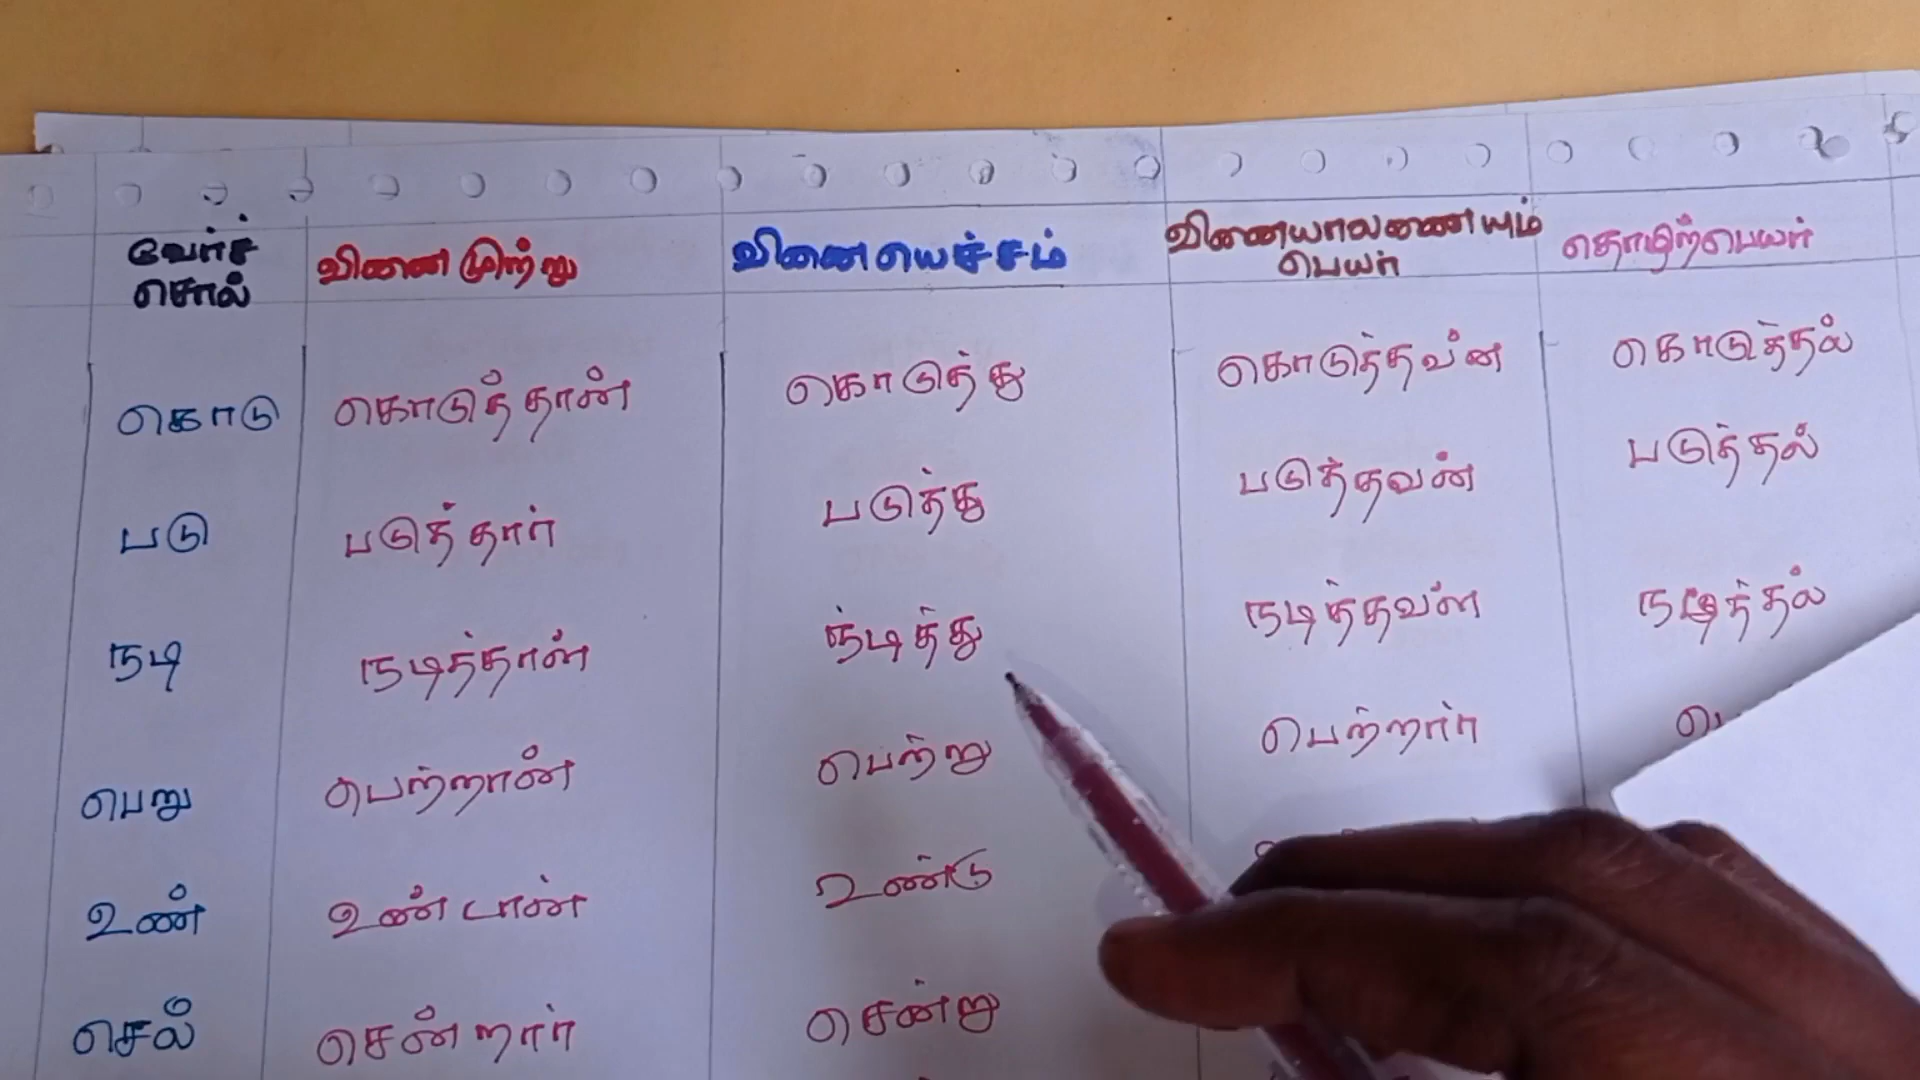 வேர்ச் சொல் வினைமுற்று வினையெச்சம் வினையாலணையும் பெயர் தொழிற்பெயர்
கொடு கொடுத்தான் கொடுத்து கொடுத்தவன் கொடுத்தல்
படு படுத்தார் படுத்து படுத்தவன் படுத்தல்
நடி நடித்தான் நடித்து நடித்தவள் நடித்தல்
பெறு பெற்றான் பெற்று பெற்றார்
உண் உண்டான் உண்டு
செல் சென்றார் சென்று